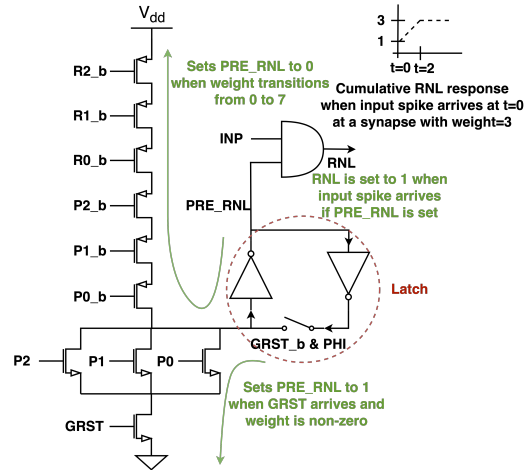 Vdd
R2_b
R1_b
R0_b
P2_b
P1_b
P0_b
P2
P1
P0
GRST
Sets PRE_RNL to 0
when weight transitions
from 0 to 7
3
1
t=0
t=2
Cumulative RNL response
when input spike arrives at t=0
at a synapse with weight=3
INP
RNL
PRE_RNL
RNL is set to 1 when
input spike arrives
if PRE_RNL is set
Latch
GRST_b & PHI
Sets PRE_RNL to 1
when GRST arrives and
weight is non-zero